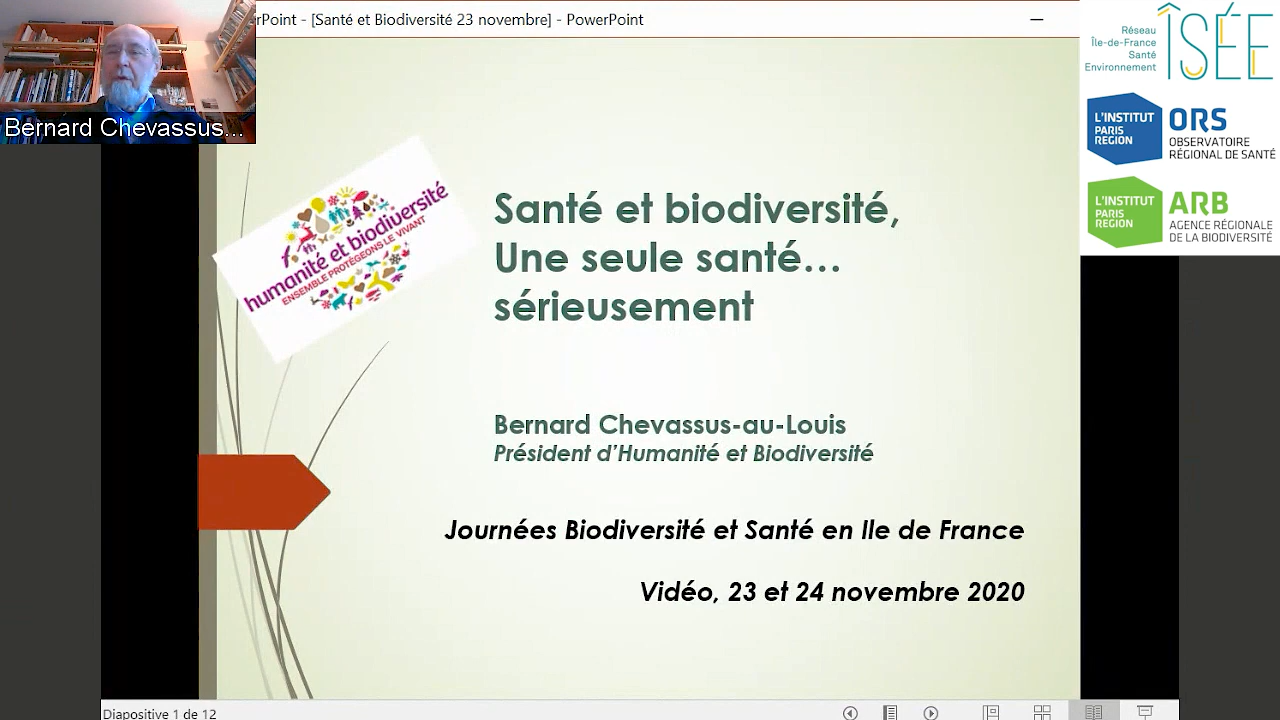 erPoint - [Santé et Biodiversité 23 novembre] - PowerPoint
Bernard Chevassus...
Réseau
Île-de-France
Santé
Environnement
ÎSÉE
L'INSTITUT
PARIS
REGION
ORS
OBSERVATOIRE
RÉGIONAL DE SANTÉ
L'INSTITUT
PARIS
REGION
ARB
AGENCE RÉGIONALE
DE LA BIODIVERSITÉ
humanité et biodiversité
ENSEMBLE PROTÉGEONS LE VIVANT
Santé et biodiversité,
Une seule santé...
sérieusement
Bernard Chevassus-au-Louis
Président d'Humanité et Biodiversité
Journées Biodiversité et Santé en Ile de France
Vidéo, 23 et 24 novembre 2020
Diapositive 1 de 12